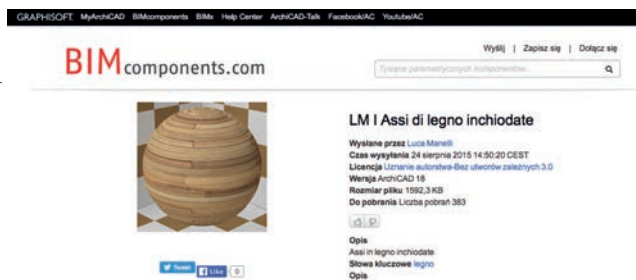 GRAPHISOFT. MyArchiCAD BIMcomponents BIMx Help Center ArchiCAD-Talk Facebook/AC Youtube/AC
Wyślij | Zapisz się | Dołącz się
BIMcomponents.com
Tysiące parametrycznych komponentów...
LM I Assi di legno inchiodate
Wysłane przez Luca Manelli
Czas wysyłania 24 sierpnia 2015 14:50:20 CEST
Licencja Uznanie autorstwa-Bez utworów zależnych 3.0
Wersja ArchiCAD 18
Rozmiar pliku 1592,3 KB
Do pobrania Liczba pobrań 383
Opis
Assi in legno inchiodate
Słowa kluczowe legno
Opis
Tweet Like 0